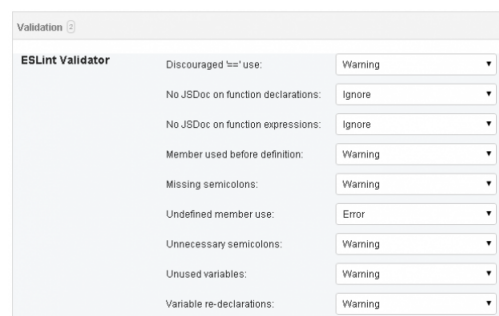 Validation 2
ESLint Validator
Discouraged '==' use: Warning
No JSDoc on function declarations: Ignore
No JSDoc on function expressions: Ignore
Member used before definition: Warning
Missing semicolons: Warning
Undefined member use: Error
Unnecessary semicolons: Warning
Unused variables: Warning
Variable re-declarations: Warning